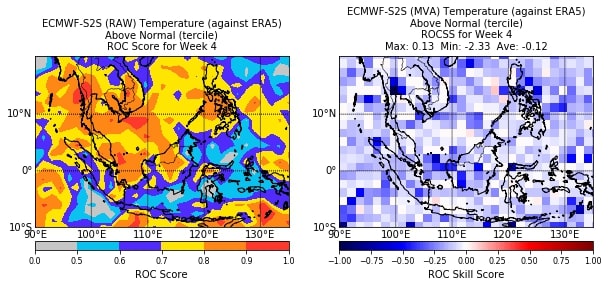 ECMWF-S2S (RAW) Temperature (against ERA5)
Above Normal (tercile)
ROC Score for Week 4
10°N
0°
10°S
90°E 100°E 110°E 120°E 130°E
0.0 0.5 0.6 0.7 0.8 0.9 1.0
ROC Score
ECMWF-S2S (MVA) Temperature (against ERA5)
Above Normal (tercile)
ROCSS for Week 4
Max: 0.13 Min: -2.33 Ave: -0.12
10°N
0°
10°S
90°E 100°E 110°E 120°E 130°E
−1.00 −0.75 −0.50 −0.25 0.00 0.25 0.50 0.75 1.00
ROC Skill Score